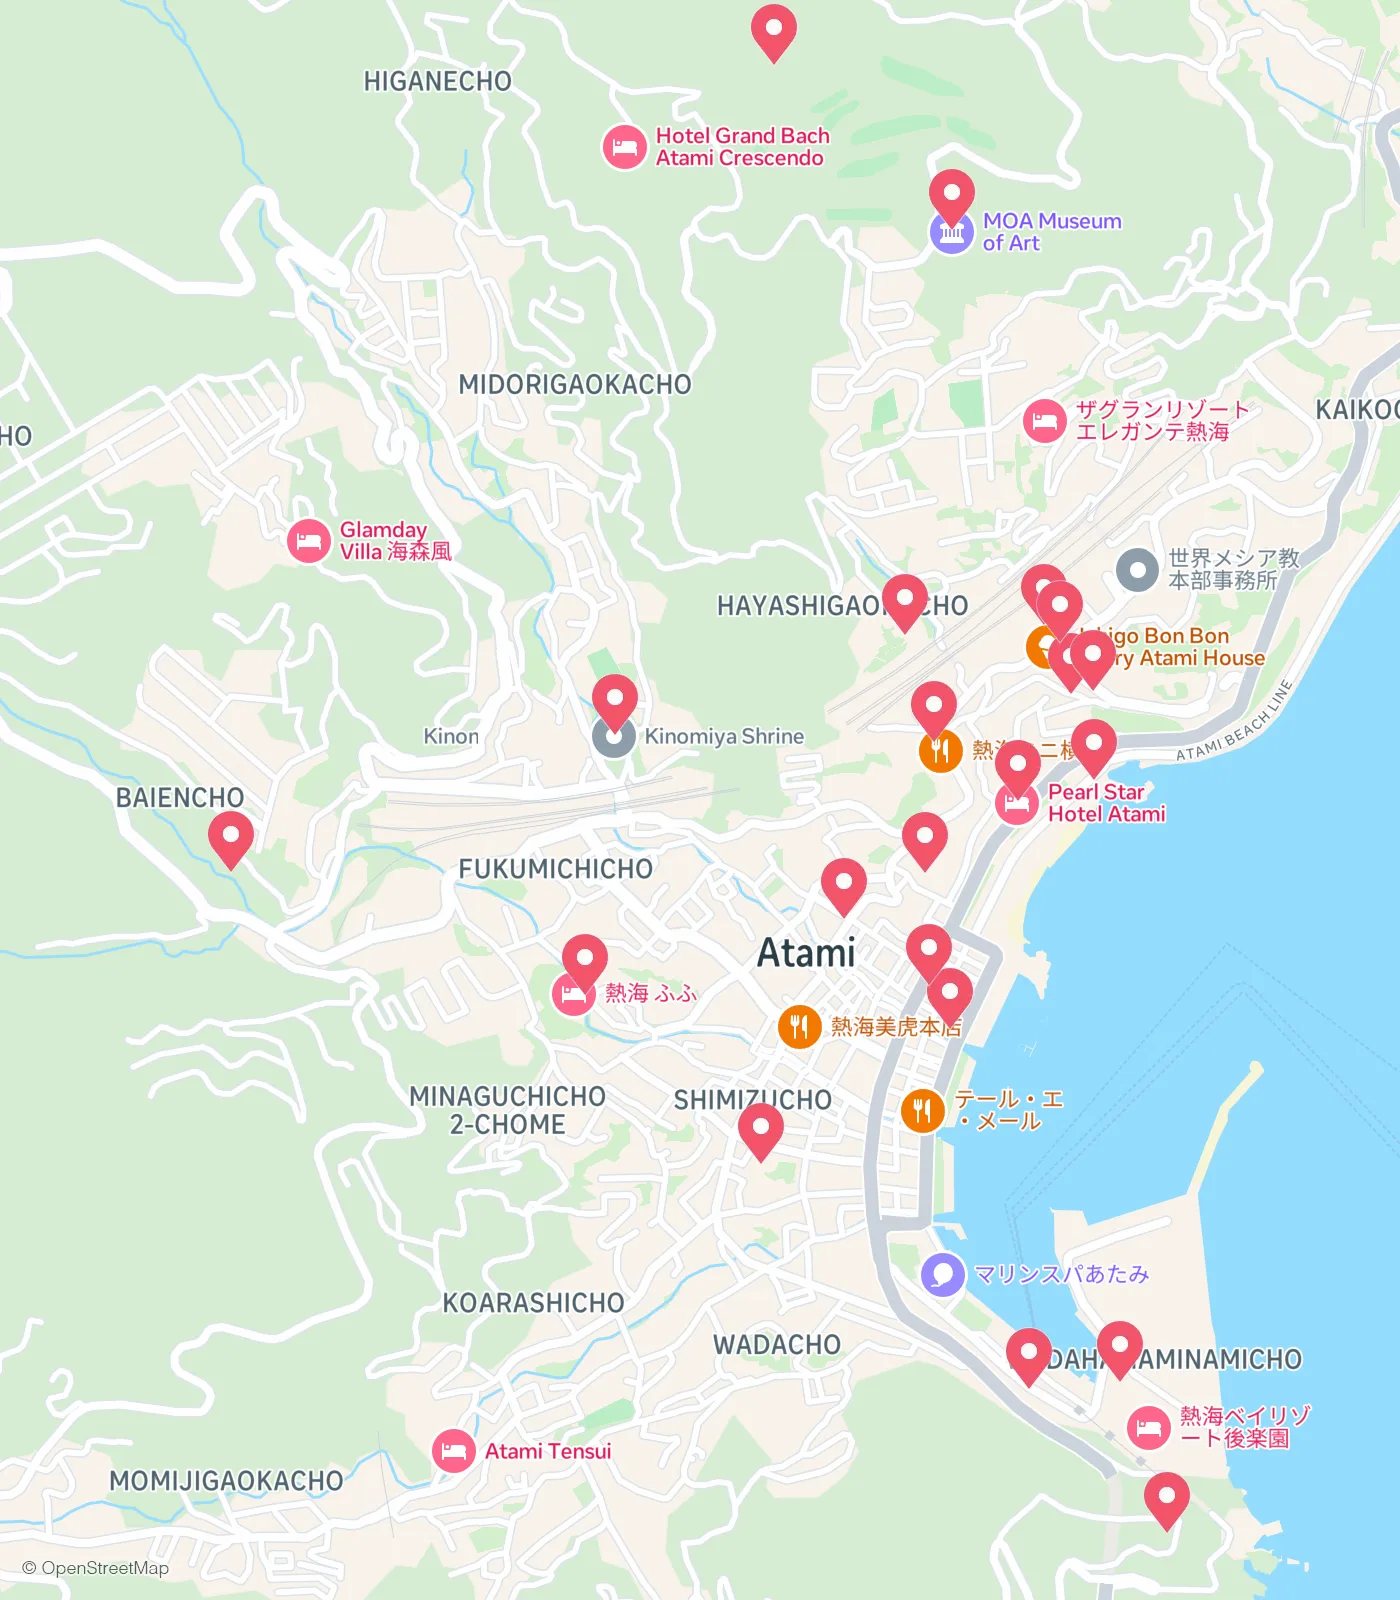 HIGANECHO
Hotel Grand Bach
Atami Crescendo
MOA Museum
of Art
MIDORIGAOKACHO
ザグランリゾート
エレガンテ熱海
KAIKO
HO
Glamday
Villa 海森風
世界メシア教
本部事務所
HAYASHIGAO CHO
igo Bon Bon
ry Atami House
Kinon
Kinomiya Shrine
熱海 二
ATAMI BEACH LINE
BAIENCHO
Pearl Star
Hotel Atami
FUKUMICHICHO
Atami
熱海 ふふ
熱海美虎本店
MINAGUCHICHO
2-CHOME
SHIMIZUCHO
テール・エ
・メール
マリンスパあたみ
KOARASHICHO
WADACHO
DAHA AMINAMICHO
熱海ベイリゾ
ート後楽園
Atami Tensui
MOMIJIGAOKACHO
© OpenStreetMap